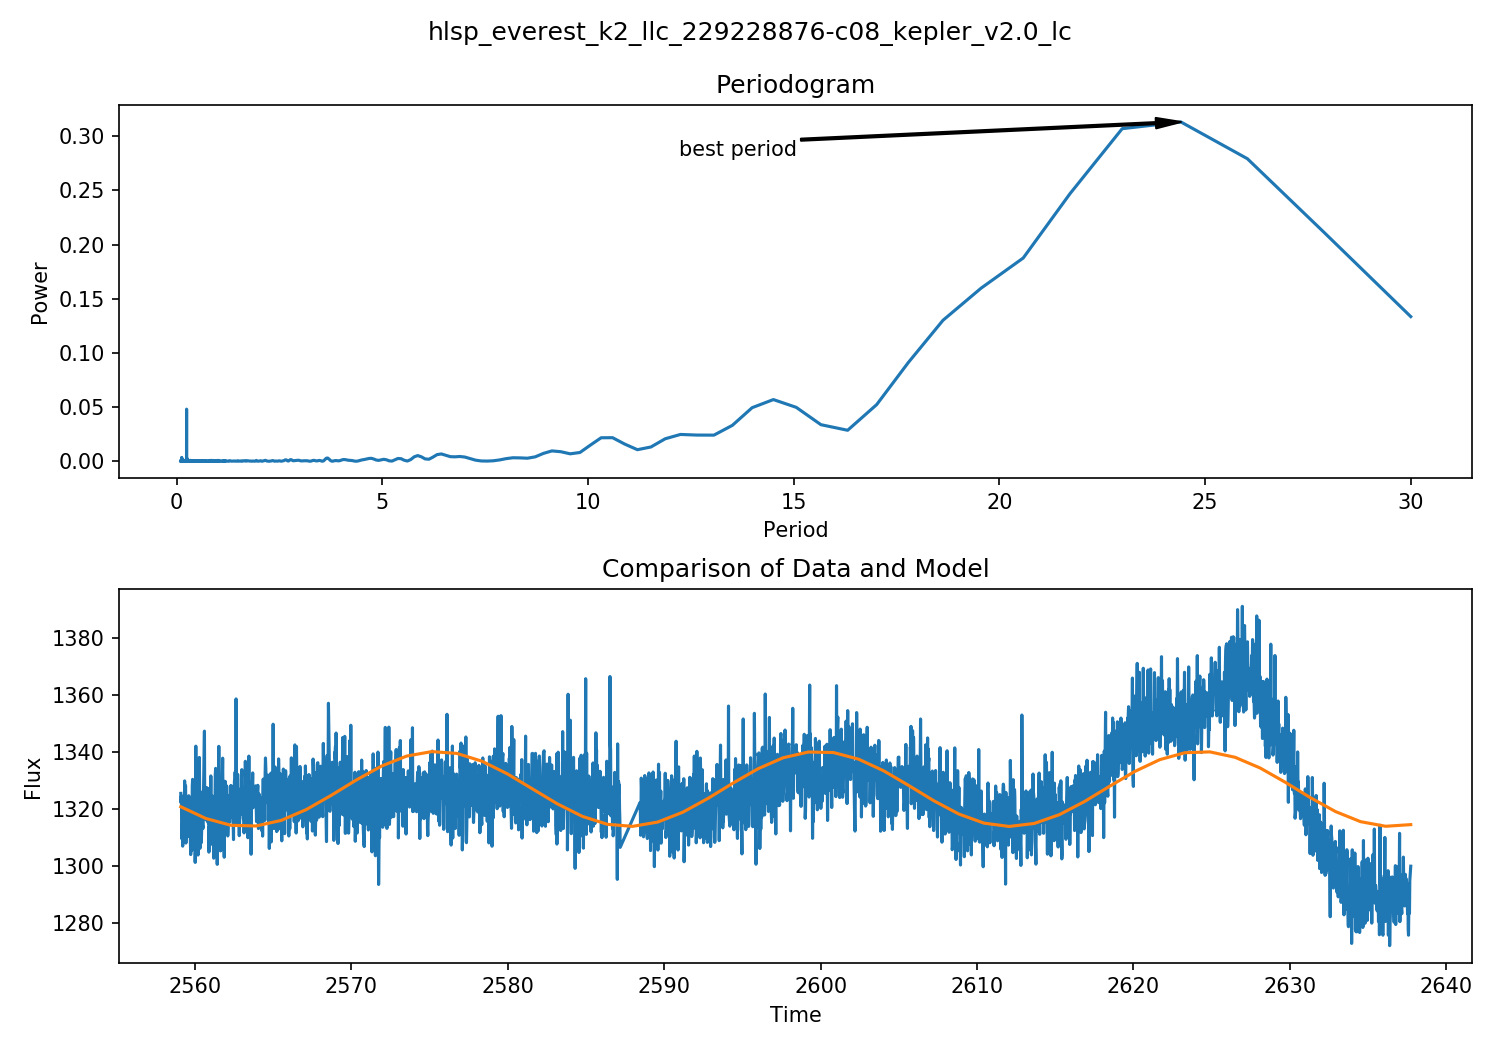 hlsp_everest_k2_llc_229228876-c08_kepler_v2.0_lc
Periodogram
best period
0.30
0.25
0.20
0.15
0.10
0.05
0.00
Power
0 5 10 15 20 25 30
Period
Comparison of Data and Model
1380
1360
1340
1320
1300
1280
Flux
2560 2570 2580 2590 2600 2610 2620 2630 2640
Time